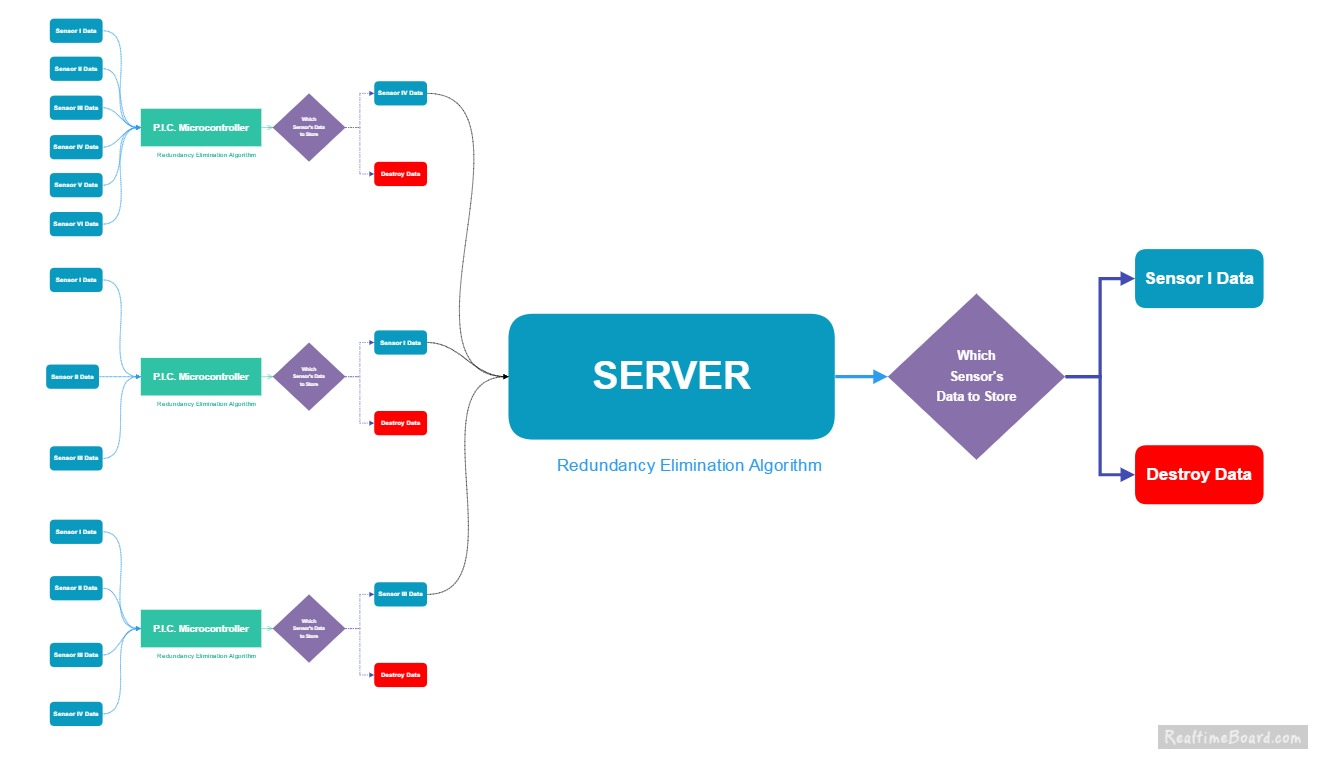 Sensor I Data
Sensor II Data
Sensor III Data
Sensor IV Data
Sensor V Data
Sensor VI Data
P.I.C. Microcontroller
Redundancy Elimination Algorithm
Which
Sensor's Data
to Store
Sensor IV Data
Destroy Data
Sensor I Data
Sensor II Data
Sensor III Data
P.I.C. Microcontroller
Redundancy Elimination Algorithm
Which
Sensor's Data
to Store
Sensor I Data
Destroy Data
Sensor I Data
Sensor II Data
Sensor III Data
Sensor IV Data
P.I.C. Microcontroller
Redundancy Elimination Algorithm
Which
Sensor's Data
to Store
Sensor III Data
Destroy Data
SERVER
Redundancy Elimination Algorithm
Which
Sensor's
Data to Store
Sensor I Data
Destroy Data
RealtimeBoard.com